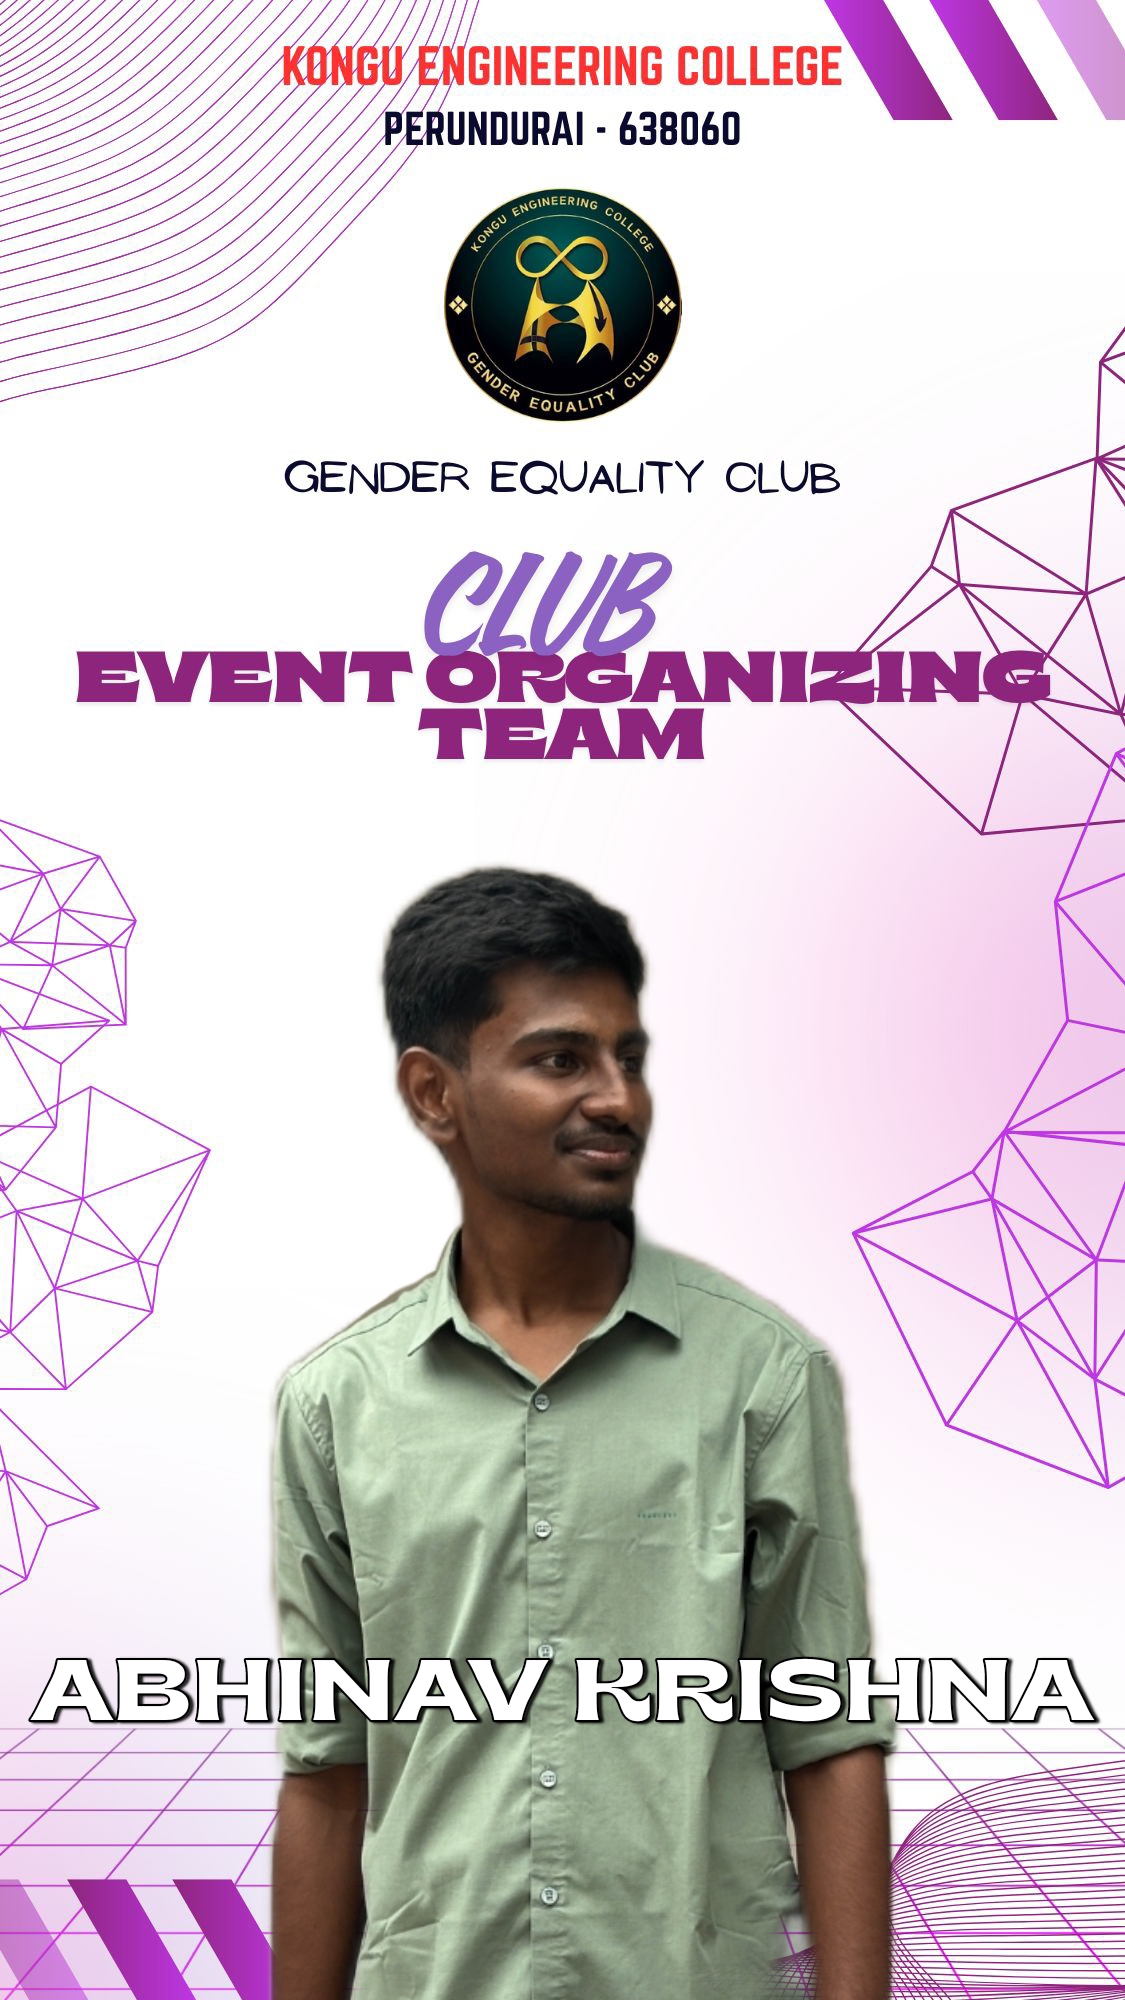 KONGU ENGINEERING COLLEGE
PERUNDURAI - 638060
KONGU ENGINEERING COLLEGE
GENDER EQUALITY CLUB
GENDER EQUALITY CLUB
CLUB
EVENT ORGANIZING
TEAM
ABHINAV KRISHNA